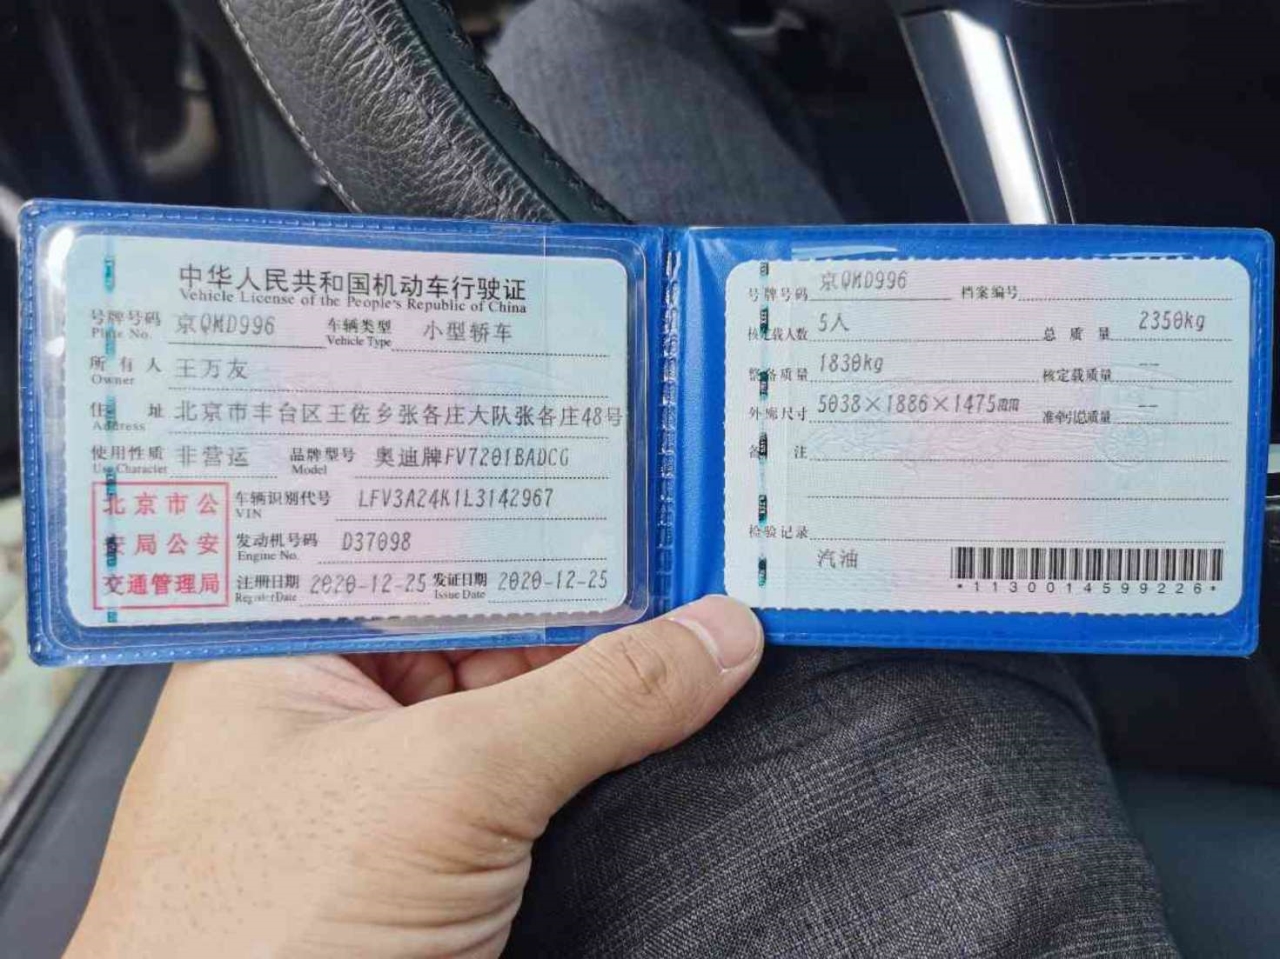 中华人民共和国机动车行驶证
Vehicle License of the People's Republic of China
号牌号码 京QMD996 车辆类型 小型轿车
Plate No. Vehicle Type
所有人 王万友
Owner
住址 北京市丰台区王佐乡张各庄大队张各庄48号
Address
使用性质 非营运 品牌型号 奥迪牌FV7201BADCG
Use Character Model
北京市公
安局公安
交通管理局
车辆识别代号 LFV3A24K1L3142967
VIN
发动机号码 D37098
Engine No.
注册日期 2020-12-25 发证日期 2020-12-25
Register Date Issue Date
号牌号码 京QMD996 档案编号
核定载人数 5人 总质量 2350kg
整备质量 1830kg 核定载质量 --
外廓尺寸 5038×1886×1475mm 准牵引总质量 --
备注
检验记录
汽油
*1130014599226*